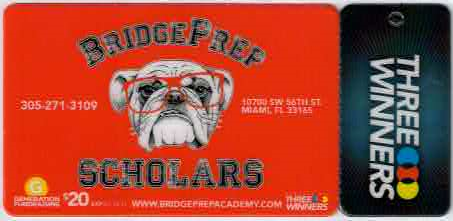 BRIDGEPREP
305-271-3109
10700 SW 56TH ST.
MIAMI, FL 33165
SCHOLARS
G
GENERATION
FUNDRAISING
$20
WWW.BRIDGEPREPACADEMY.COM
THREE
WINNERS
THREE
WINNERS